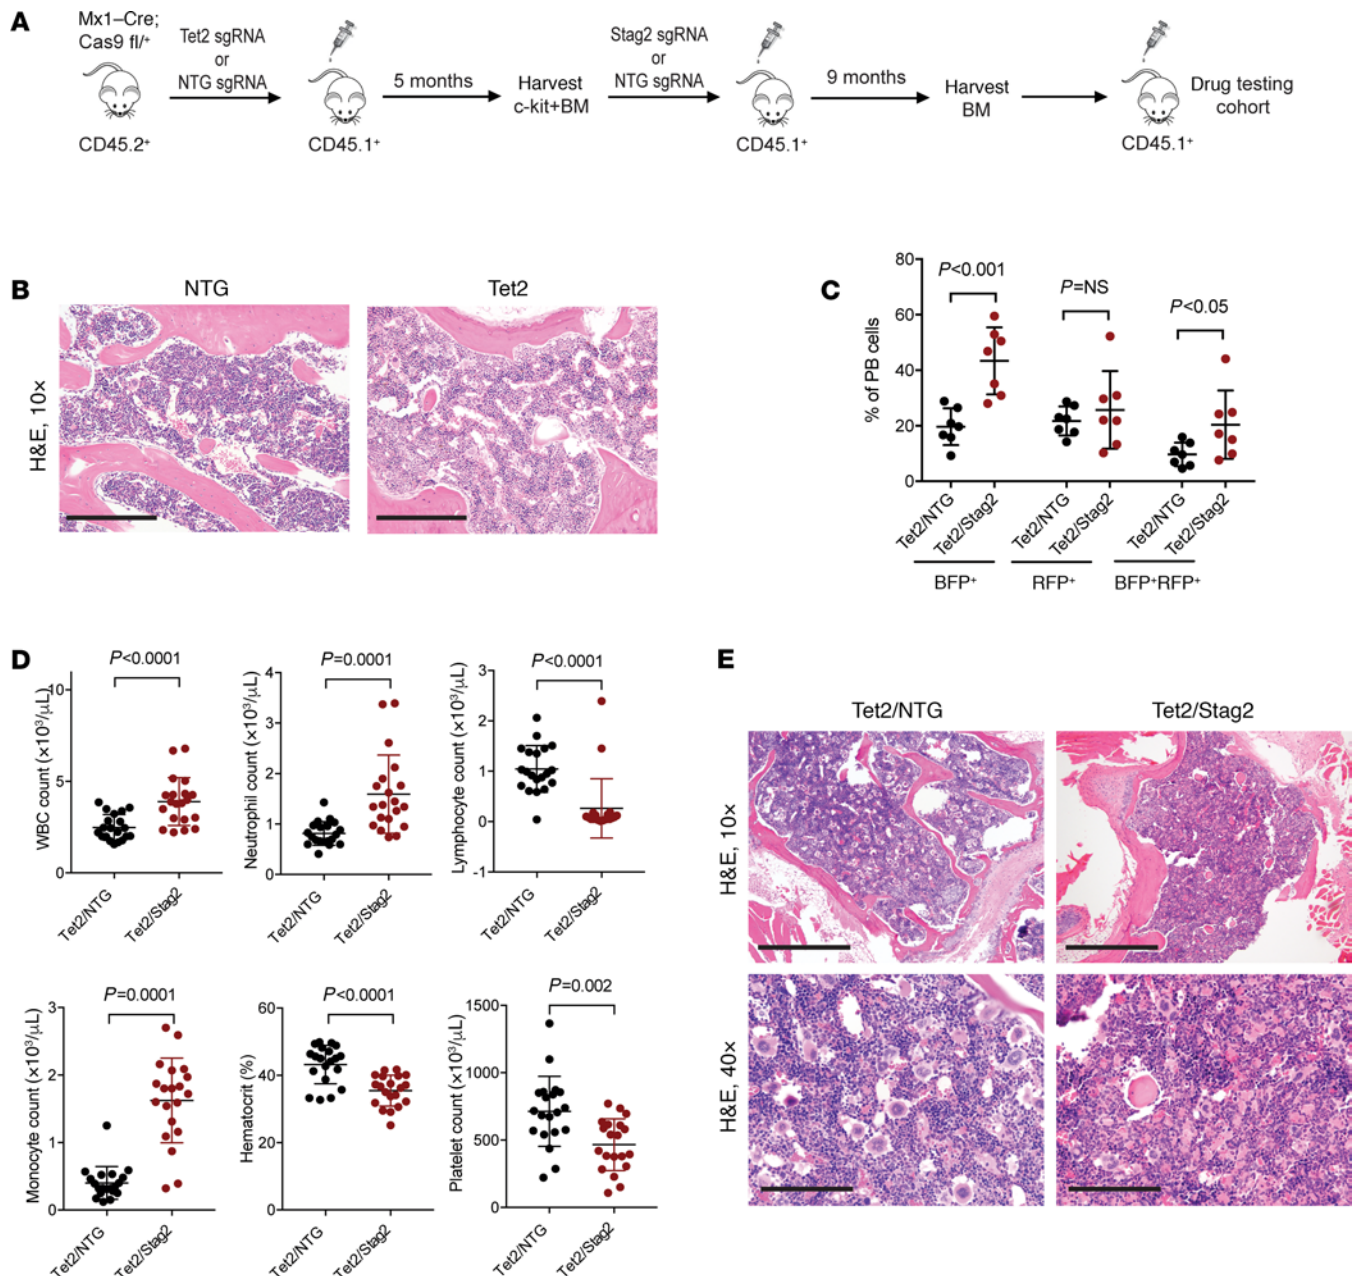 A
Mx1–Cre;
Cas9 fl/+
CD45.2+
Tet2 sgRNA
or
NTG sgRNA
CD45.1+
5 months
Harvest
c-kit+BM
Stag2 sgRNA
or
NTG sgRNA
CD45.1+
9 months
Harvest
BM
CD45.1+
Drug testing
cohort
B
NTG
Tet2
H&E, 10×
C
% of PB cells
80
60
40
20
0
P<0.001
P=NS
P<0.05
Tet2/NTG
Tet2/Stag2
Tet2/NTG
Tet2/Stag2
Tet2/NTG
Tet2/Stag2
BFP+
RFP+
BFP+RFP+
D
P<0.0001
WBC count (×10³/µL)
10
5
0
Tet2/NTG
Tet2/Stag2
P=0.0001
Neutrophil count (×10³/µL)
4
3
2
1
0
Tet2/NTG
Tet2/Stag2
P<0.0001
Lymphocyte count (×10³/µL)
3
2
1
0
-1
Tet2/NTG
Tet2/Stag2
P=0.0001
Monocyte count (×10³/µL)
3
2
1
0
Tet2/NTG
Tet2/Stag2
P<0.0001
Hematocrit (%)
60
40
20
0
Tet2/NTG
Tet2/Stag2
P=0.002
Platelet count (×10³/µL)
1500
1000
500
0
Tet2/NTG
Tet2/Stag2
E
Tet2/NTG
Tet2/Stag2
H&E, 10×
H&E, 40×